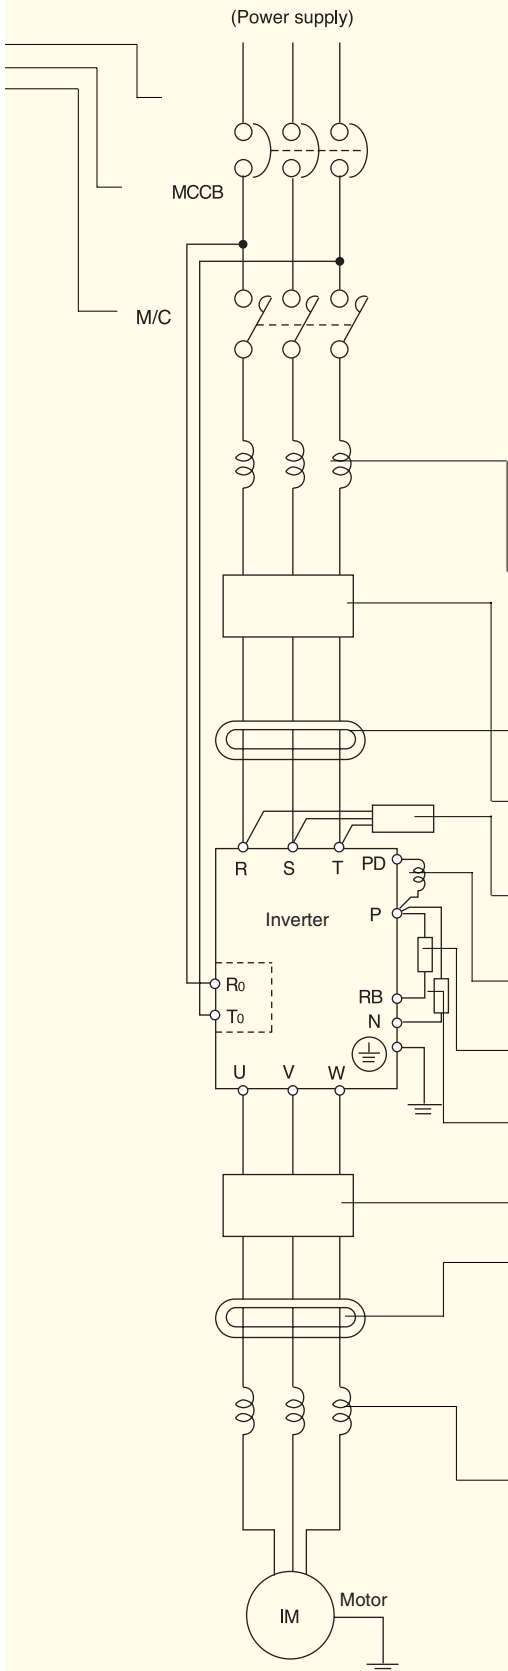 (Power supply)
MCCB
M/C
R S T PD
P
Inverter
R0
RB
T0
N
U V W
Motor
IM